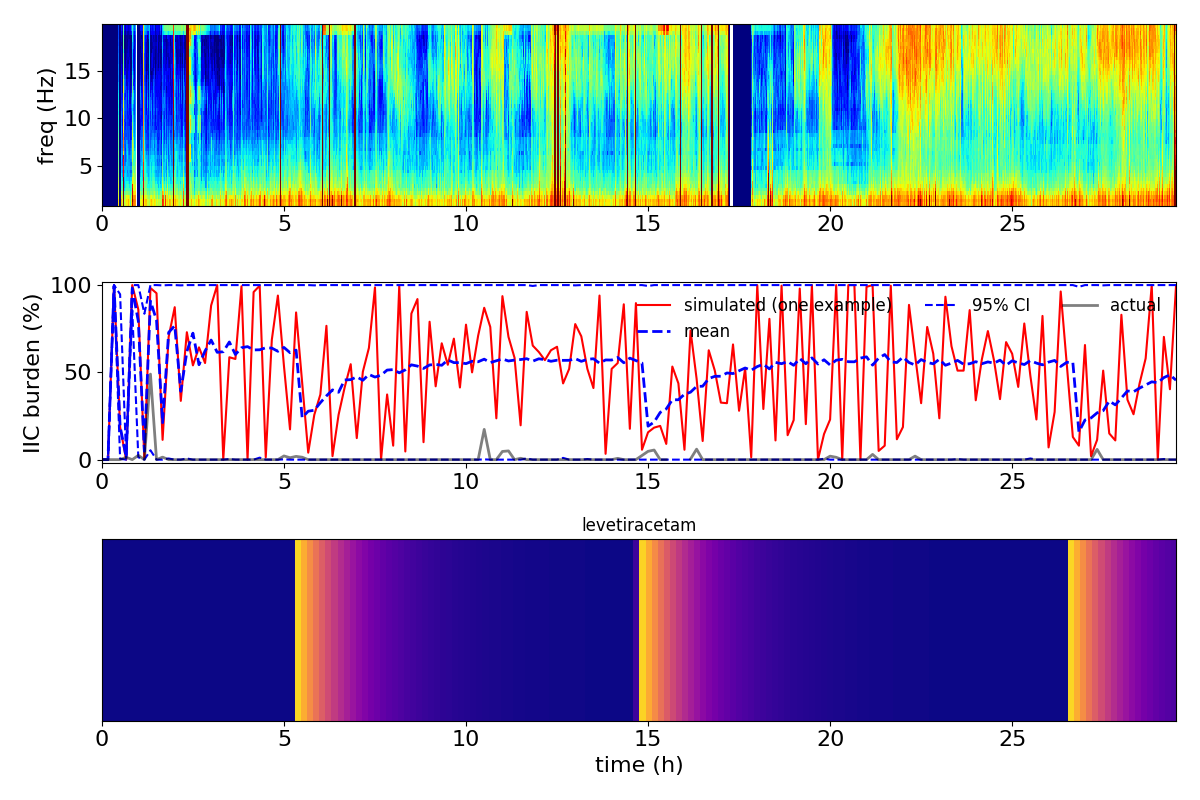 freq (Hz)
15
10
5
0 5 10 15 20 25
IIC burden (%)
100
50
0
simulated (one example) 95% CI actual
mean
0 5 10 15 20 25
levetiracetam
0 5 10 15 20 25
time (h)